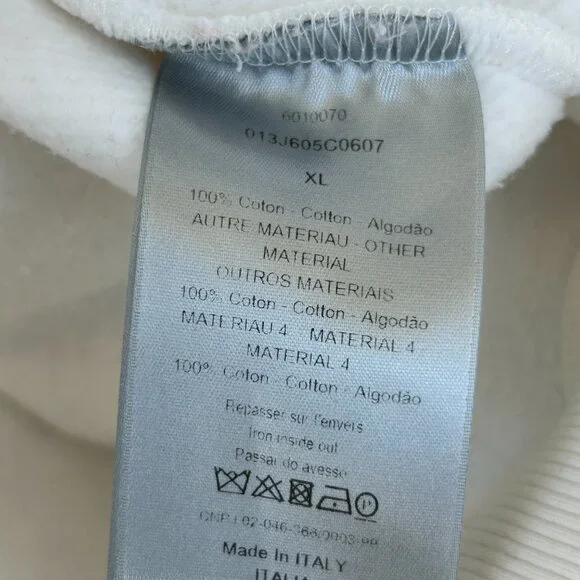 6010070
013J605C0607
XL
100% Coton - Cotton - Algodão
AUTRE MATERIAU - OTHER
MATERIAL
OUTROS MATERIAIS
100% Coton - Cotton - Algodão
MATERIAU 4 MATERIAL 4
MATERIAL 4
100% Coton - Cotton - Algodão
Repasser sur l'envers
Iron inside out
Passar do avesso
P
Made In ITALY